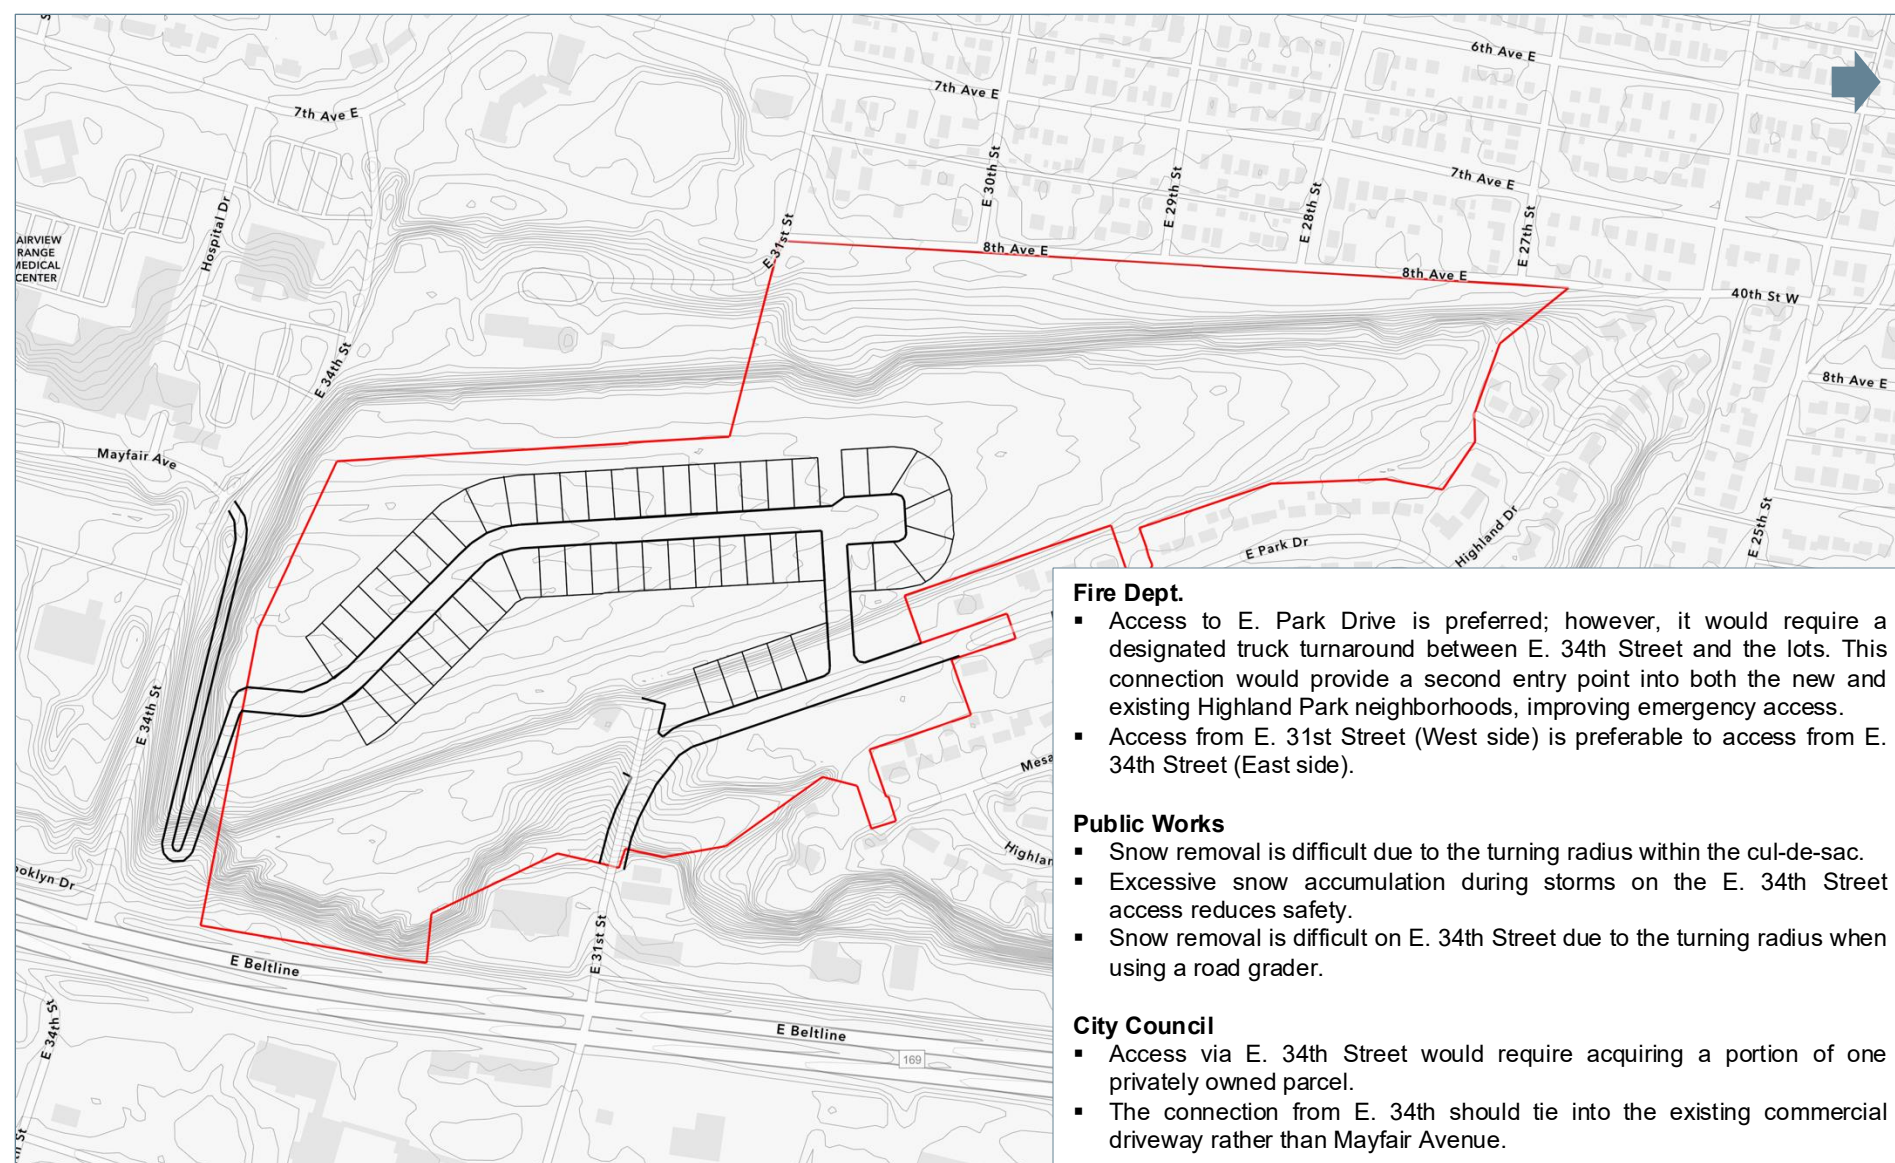 6th Ave E
7th Ave E
7th Ave E
E 30th St
E 29th St
E 28th St
7th Ave E
E 27th St
Hospital Dr
E 31st St
8th Ave E
8th Ave E
40th St W
AIRVIEW
RANGE
MEDICAL
CENTER
E 34th St
8th Ave E
Mayfair Ave
E 25th St
Highland Dr
E Park Dr
E 34th St
Mesa
Highlan
ooklyn Dr
E 31st St
E Beltline
E 34th St
E Beltline
169
Fire Dept.
▪ Access to E. Park Drive is preferred; however, it would require a
designated truck turnaround between E. 34th Street and the lots. This
connection would provide a second entry point into both the new and
existing Highland Park neighborhoods, improving emergency access.
▪ Access from E. 31st Street (West side) is preferable to access from E.
34th Street (East side).
Public Works
▪ Snow removal is difficult due to the turning radius within the cul-de-sac.
▪ Excessive snow accumulation during storms on the E. 34th Street
access reduces safety.
▪ Snow removal is difficult on E. 34th Street due to the turning radius when
using a road grader.
City Council
▪ Access via E. 34th Street would require acquiring a portion of one
privately owned parcel.
▪ The connection from E. 34th should tie into the existing commercial
driveway rather than Mayfair Avenue.